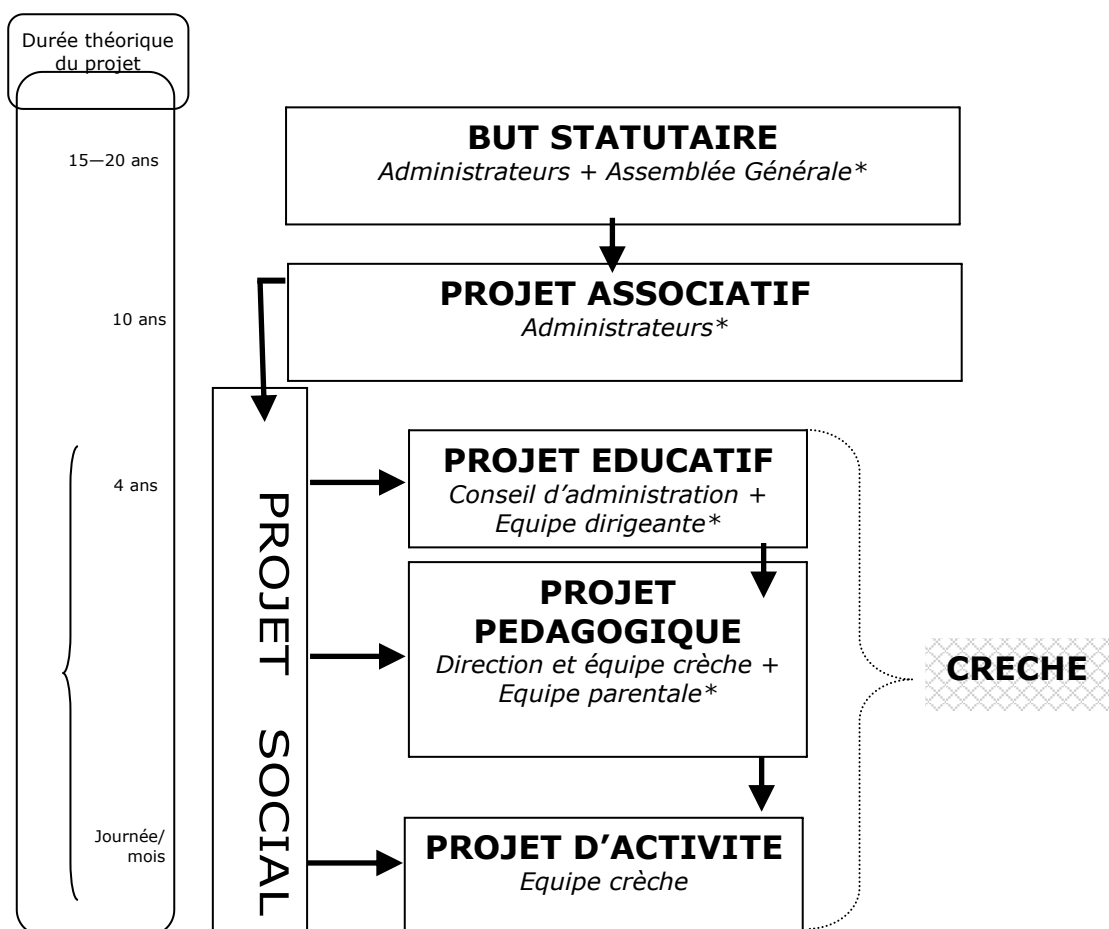 Durée théorique
du projet
15—20 ans
BUT STATUTAIRE
Administrateurs + Assemblée Générale*
10 ans
PROJET ASSOCIATIF
Administrateurs*
4 ans
PROJET SOCIAL
PROJET EDUCATIF
Conseil d’administration +
Equipe dirigeante*
PROJET
PEDAGOGIQUE
Direction et équipe crèche +
Equipe parentale*
CRECHE
Journée/
mois
PROJET D’ACTIVITE
Equipe crèche